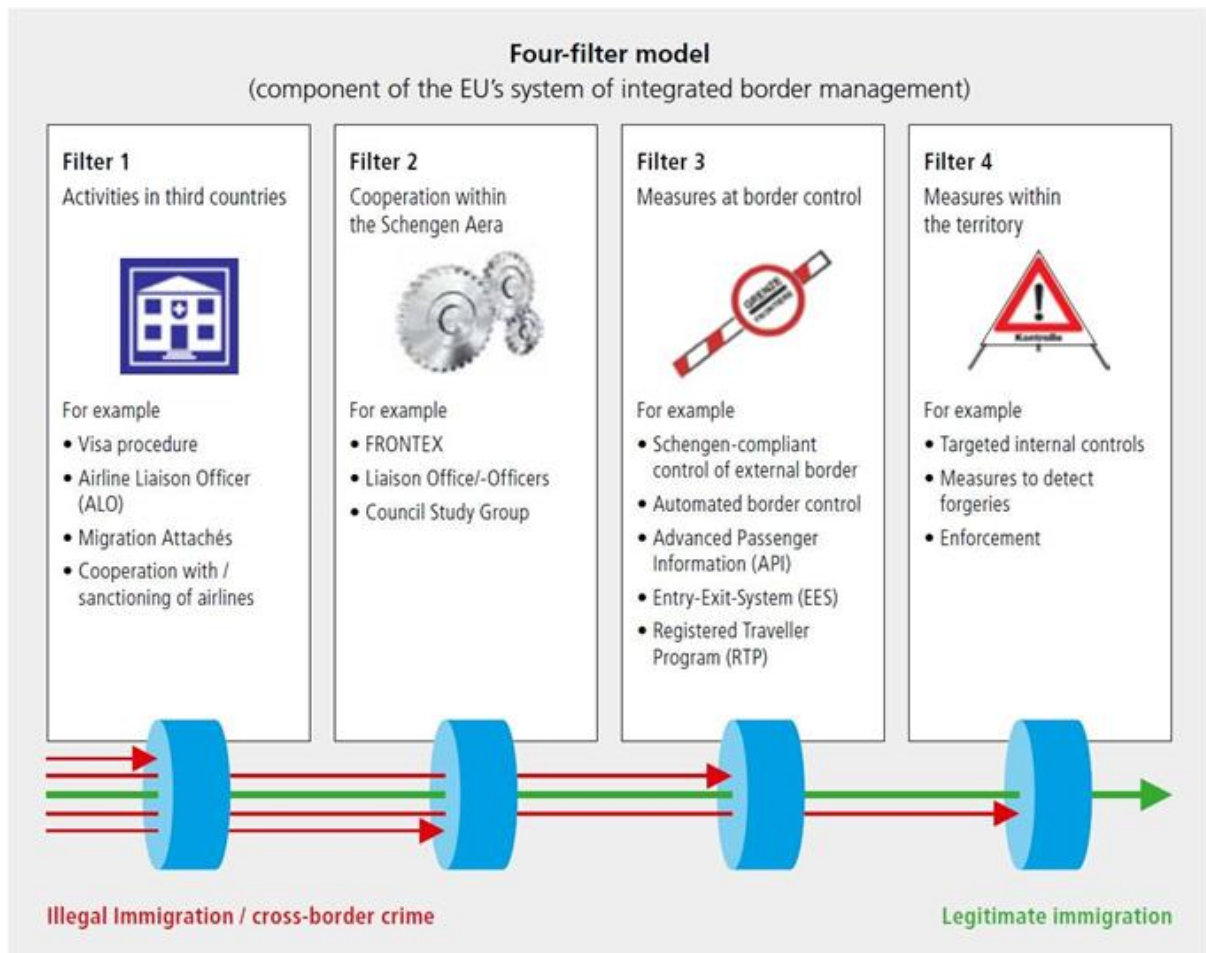 Four-filter model
(component of the EU's system of integrated border management)
Filter 1
Activities in third countries
For example
• Visa procedure
• Airline Liaison Officer
(ALO)
• Migration Attachés
• Cooperation with /
sanctioning of airlines
Filter 2
Cooperation within
the Schengen Aera
For example
• FRONTEX
• Liaison Office/-Officers
• Council Study Group
Filter 3
Measures at border control
GRENZE
FRONTIERE
For example
• Schengen-compliant
control of external border
• Automated border control
• Advanced Passenger
Information (API)
• Entry-Exit-System (EES)
• Registered Traveller
Program (RTP)
Filter 4
Measures within
the territory
Kontrolle
For example
• Targeted internal controls
• Measures to detect
forgeries
• Enforcement
Illegal Immigration / cross-border crime
Legitimate immigration